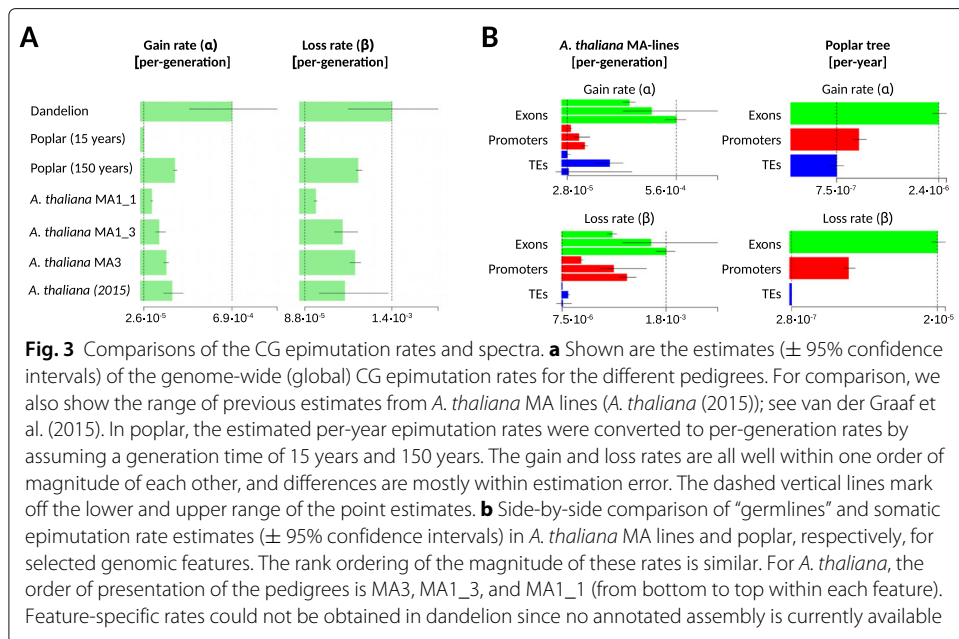 A
Gain rate (α)
[per-generation]
Loss rate (β)
[per-generation]
Dandelion
Poplar (15 years)
Poplar (150 years)
A. thaliana MA1_1
A. thaliana MA1_3
A. thaliana MA3
A. thaliana (2015)
2.6·10-5
6.9·10-4
8.8·10-5
1.4·10-3
B
A. thaliana MA-lines
[per-generation]
Poplar tree
[per-year]
Gain rate (α)
Exons
Promoters
TEs
2.8·10-5
5.6·10-4
Gain rate (α)
Exons
Promoters
TEs
7.5·10-7
2.4·10-6
Loss rate (β)
Exons
Promoters
TEs
7.5·10-6
1.8·10-3
Loss rate (β)
Exons
Promoters
TEs
2.8·10-7
2·10-5
Fig. 3 Comparisons of the CG epimutation rates and spectra. a Shown are the estimates (± 95% confidence
intervals) of the genome-wide (global) CG epimutation rates for the different pedigrees. For comparison, we
also show the range of previous estimates from A. thaliana MA lines (A. thaliana (2015)); see van der Graaf et
al. (2015). In poplar, the estimated per-year epimutation rates were converted to per-generation rates by
assuming a generation time of 15 years and 150 years. The gain and loss rates are all well within one order of
magnitude of each other, and differences are mostly within estimation error. The dashed vertical lines mark
off the lower and upper range of the point estimates. b Side-by-side comparison of “germlines” and somatic
epimutation rate estimates (± 95% confidence intervals) in A. thaliana MA lines and poplar, respectively, for
selected genomic features. The rank ordering of the magnitude of these rates is similar. For A. thaliana, the
order of presentation of the pedigrees is MA3, MA1_3, and MA1_1 (from bottom to top within each feature).
Feature-specific rates could not be obtained in dandelion since no annotated assembly is currently available